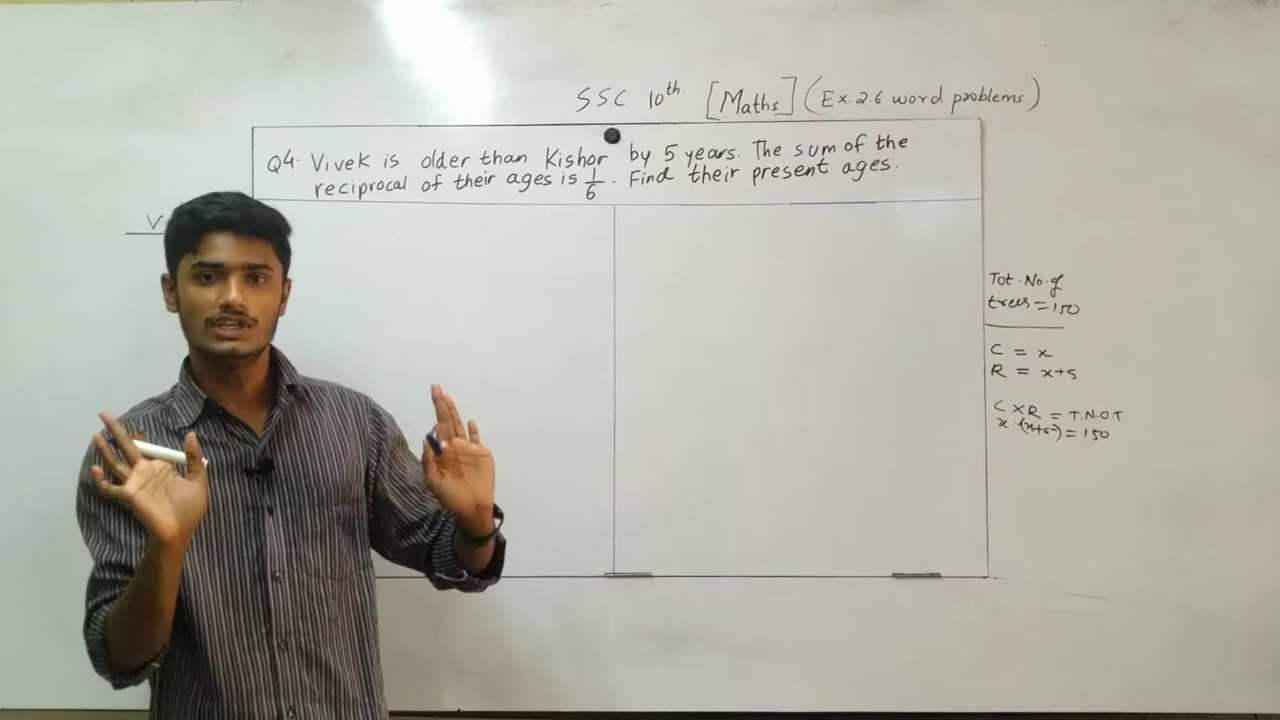 SSC 10th [Maths] (Ex.2.6 word problems)
Q4. Vivek is older than Kishor by 5 years. The sum of the
reciprocal of their ages is 1/6. Find their present ages.
V
Tot. No. of
trees = 150
C = x
R = x+5
C × R = T.N.O.T
x.(x+5) = 150